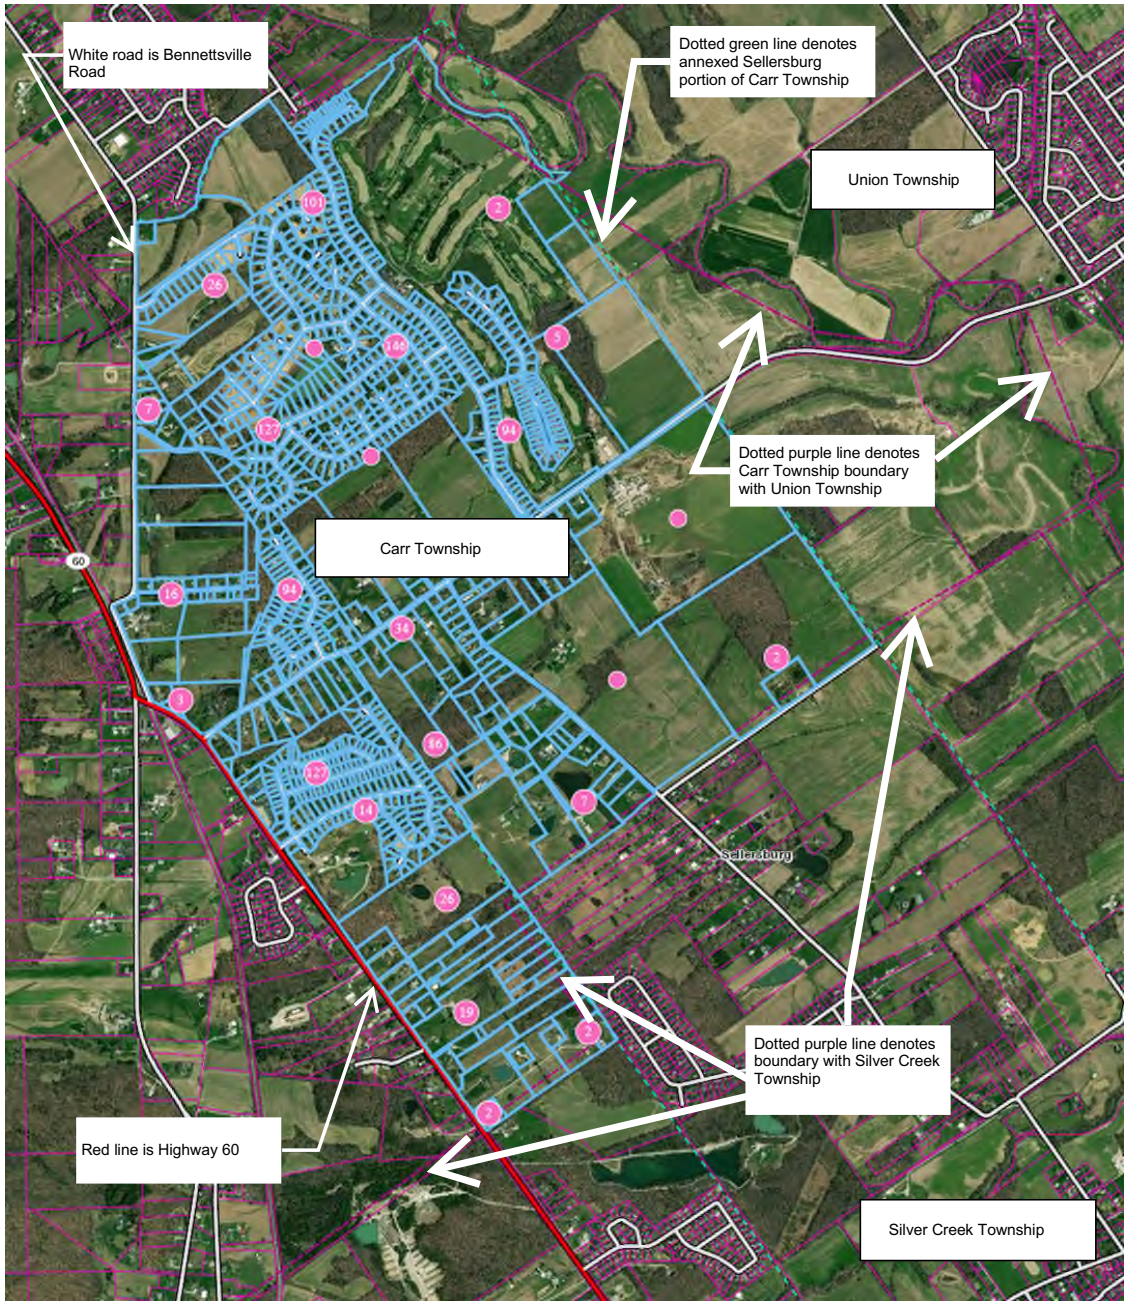 White road is Bennettsville
Road
Dotted green line denotes
annexed Sellersburg
portion of Carr Township
Union Township
101
2
26
5
146
7
127
94
Dotted purple line denotes
Carr Township boundary
with Union Township
Carr Township
60
16
94
34
2
3
86
127
14
7
Sellersburg
26
19
2
Dotted purple line denotes
boundary with Silver Creek
Township
2
Red line is Highway 60
Silver Creek Township